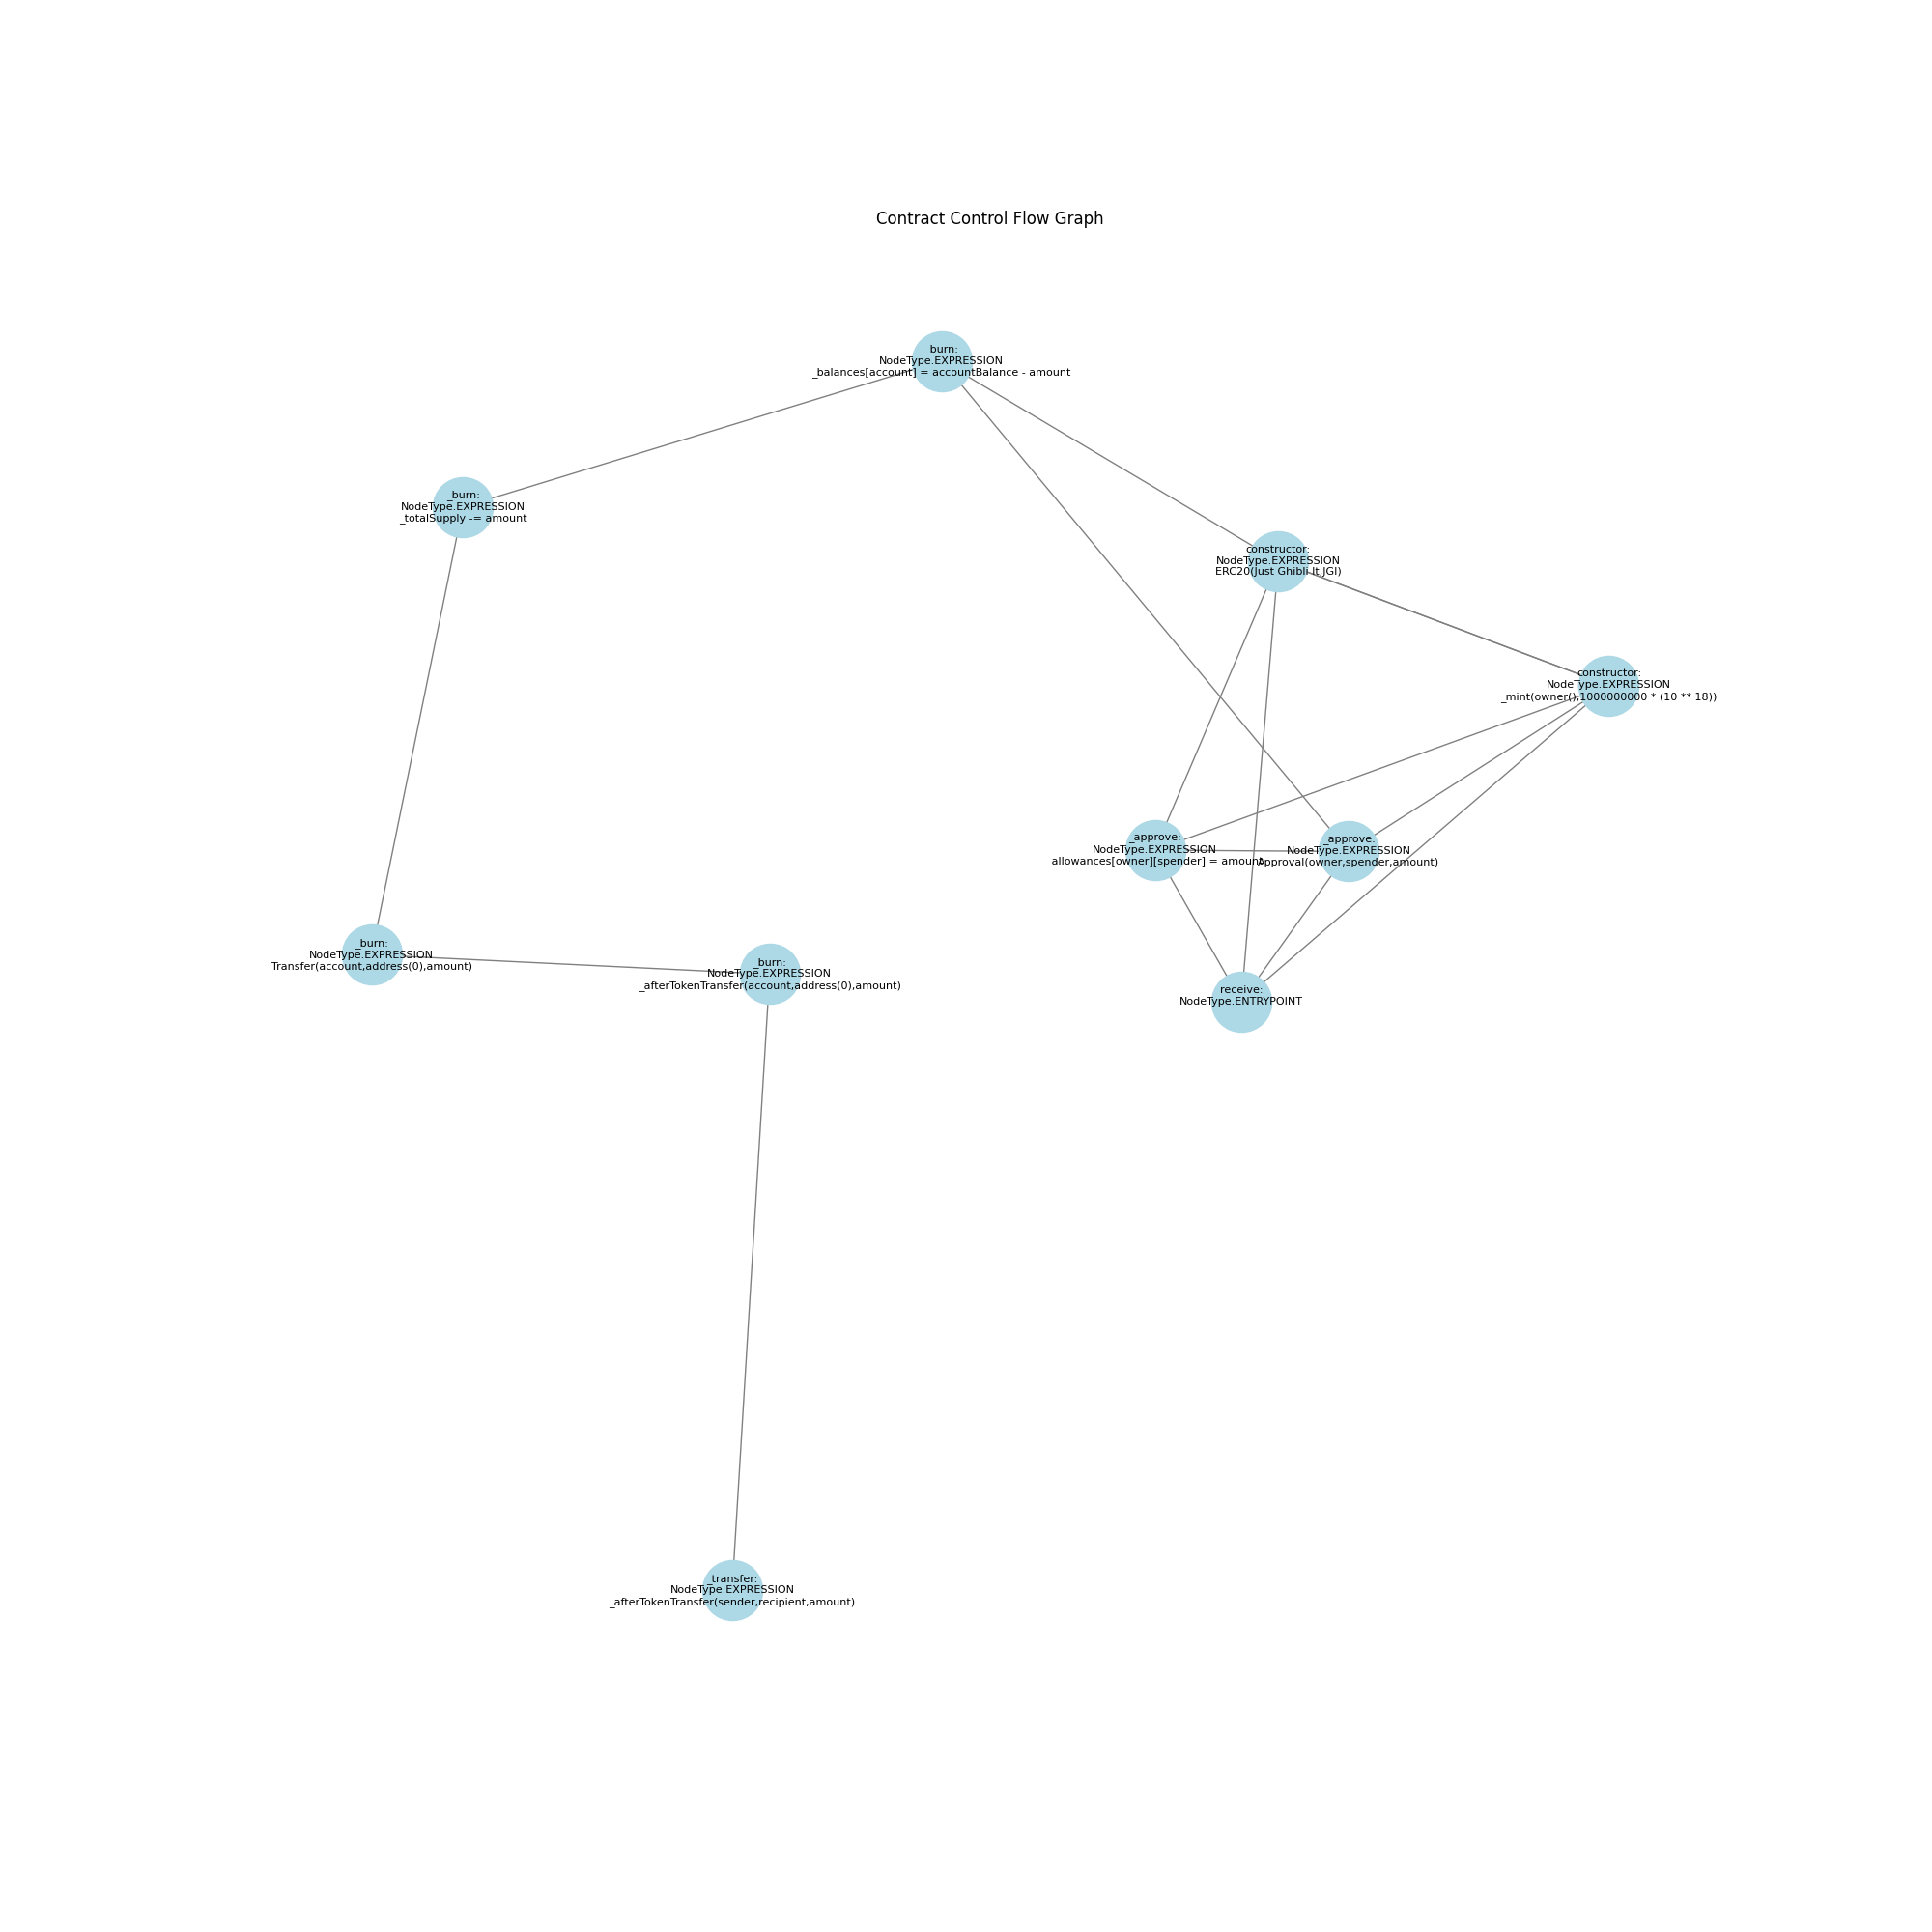 Contract Control Flow Graph
_burn:
NodeType.EXPRESSION
_balances[account] = accountBalance - amount
_burn:
NodeType.EXPRESSION
_totalSupply -= amount
constructor:
NodeType.EXPRESSION
ERC20(Just Ghibli It,JGI)
constructor:
NodeType.EXPRESSION
_mint(owner(),1000000000 * (10 ** 18))
_approve:
NodeType.EXPRESSION
_allowances[owner][spender] = amount
_approve:
NodeType.EXPRESSION
Approval(owner,spender,amount)
_burn:
NodeType.EXPRESSION
Transfer(account,address(0),amount)
_burn:
NodeType.EXPRESSION
_afterTokenTransfer(account,address(0),amount)
receive:
NodeType.ENTRYPOINT
_transfer:
NodeType.EXPRESSION
_afterTokenTransfer(sender,recipient,amount)